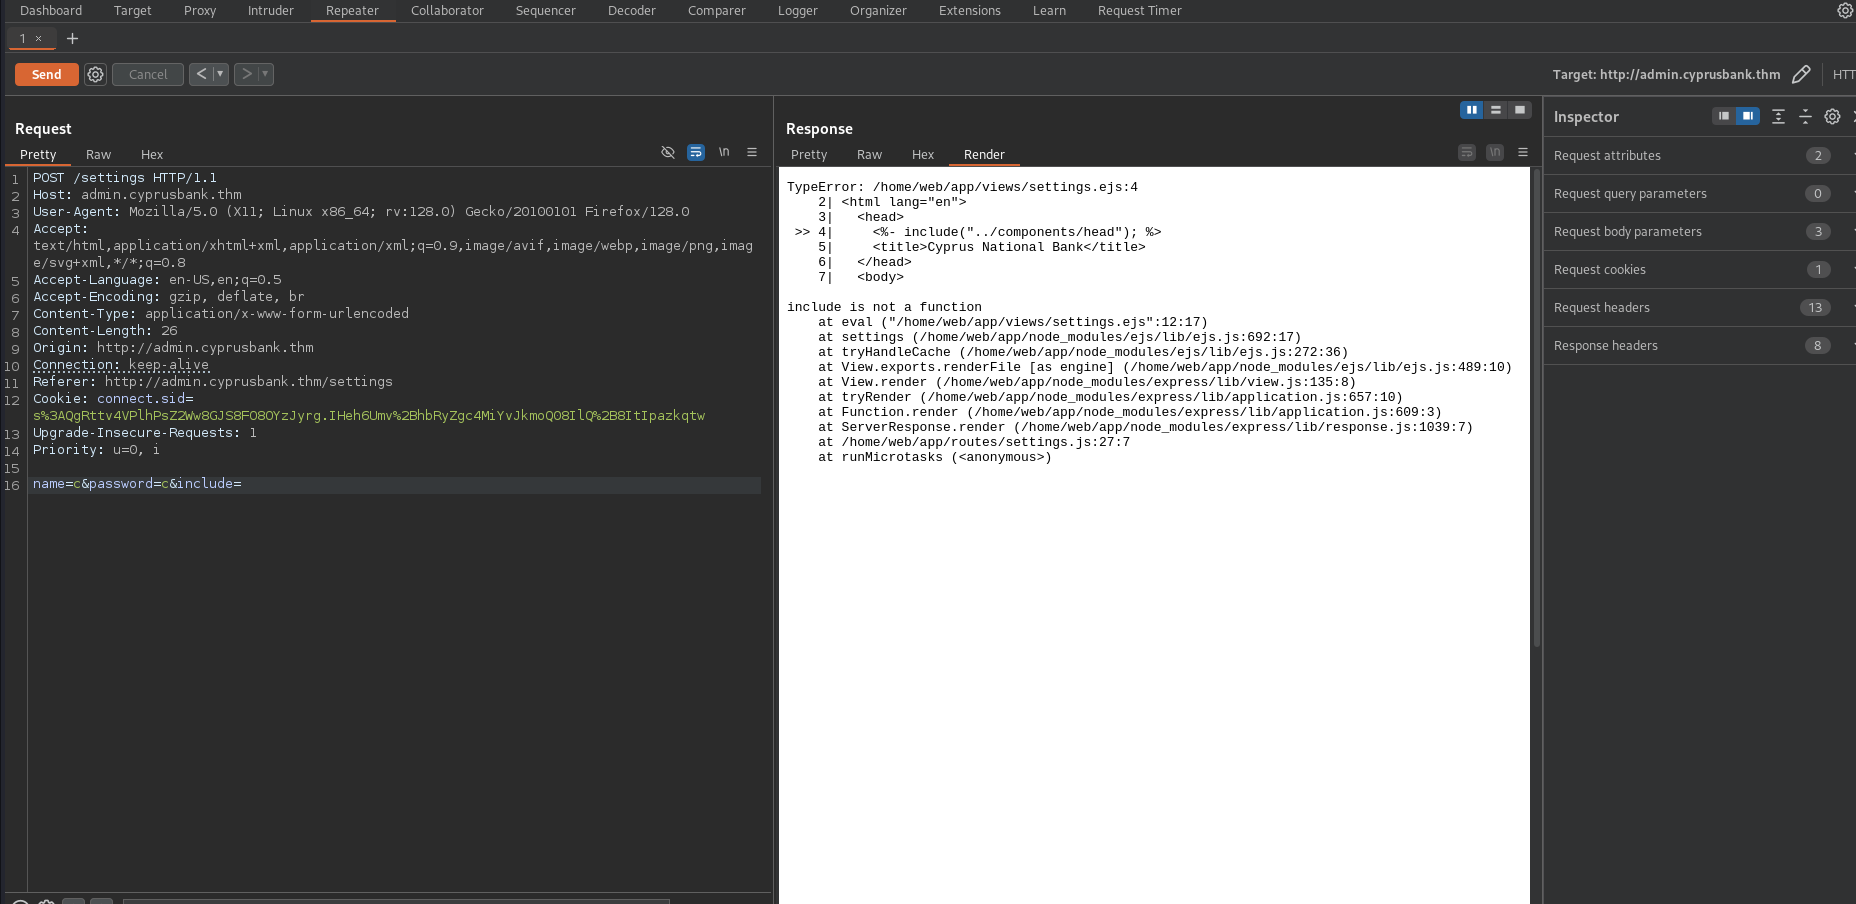 Dashboard Target Proxy Intruder Repeater Collaborator Sequencer Decoder Comparer Logger Organizer Extensions Learn Request Timer
1 × +
Send Cancel < > Target: http://admin.cyprusbank.thm HTT
Request
Pretty Raw Hex \n
1 POST /settings HTTP/1.1
2 Host: admin.cyprusbank.thm
3 User-Agent: Mozilla/5.0 (X11; Linux x86_64; rv:128.0) Gecko/20100101 Firefox/128.0
4 Accept:
text/html,application/xhtml+xml,application/xml;q=0.9,image/avif,image/webp,image/png,imag
e/svg+xml,*/*;q=0.8
5 Accept-Language: en-US,en;q=0.5
6 Accept-Encoding: gzip, deflate, br
7 Content-Type: application/x-www-form-urlencoded
8 Content-Length: 26
9 Origin: http://admin.cyprusbank.thm
10 Connection: keep-alive
11 Referer: http://admin.cyprusbank.thm/settings
12 Cookie: connect.sid=
s%3AQgRttv4VPlhPsZ2Ww8GJS8FO8OYzJyrg.IHeh6Umv%2BhbRyZgc4MiYvJkmoQO8IlQ%2B8ItIpazkqtw
13 Upgrade-Insecure-Requests: 1
14 Priority: u=0, i
15
16 name=c&password=c&include=
Response
Pretty Raw Hex Render \n
TypeError: /home/web/app/views/settings.ejs:4
2| <html lang="en">
3|   <head>
>> 4|     <%- include("../components/head"); %>
5|     <title>Cyprus National Bank</title>
6|   </head>
7|   <body>
include is not a function
at eval ("/home/web/app/views/settings.ejs":12:17)
at settings (/home/web/app/node_modules/ejs/lib/ejs.js:692:17)
at tryHandleCache (/home/web/app/node_modules/ejs/lib/ejs.js:272:36)
at View.exports.renderFile [as engine] (/home/web/app/node_modules/ejs/lib/ejs.js:489:10)
at View.render (/home/web/app/node_modules/express/lib/view.js:135:8)
at tryRender (/home/web/app/node_modules/express/lib/application.js:657:10)
at Function.render (/home/web/app/node_modules/express/lib/application.js:609:3)
at ServerResponse.render (/home/web/app/node_modules/express/lib/response.js:1039:7)
at /home/web/app/routes/settings.js:27:7
at runMicrotasks (<anonymous>)
Inspector
Request attributes 2
Request query parameters 0
Request body parameters 3
Request cookies 1
Request headers 13
Response headers 8